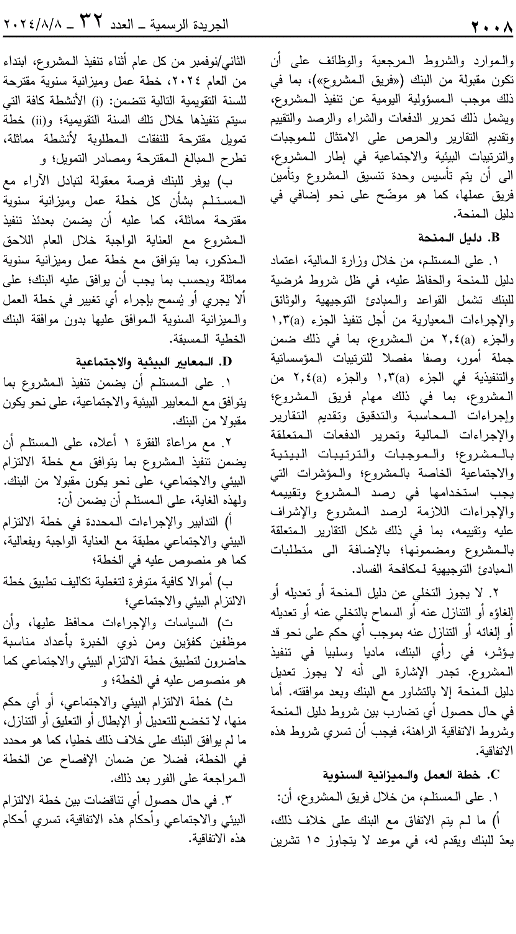 ٢٠٠٨
الجريدة الرسمية – العدد ٣٢ – ٢٠٢٤/٨/٨
والموارد والشروط المرجعية والوظائف على أن
تكون مقبولة من البنك («فريق المشروع»)، بما في
ذلك موجب المسؤولية اليومية عن تنفيذ المشروع،
ويشمل ذلك تحرير الدفعات والشراء والرصد والتقييم
وتقديم التقارير والحرص على الامتثال للموجبات
والترتيبات البيئية والاجتماعية في إطار المشروع،
الى أن يتم تأسيس وحدة تنسيق المشروع وتأمين
فريق عملها، كما هو موضّح على نحو إضافي في
دليل المنحة.
B. دليل المنحة
١. على المستلم، من خلال وزارة المالية، اعتماد
دليل للمنحة والحفاظ عليه، في ظل شروط مُرضية
للبنك تشمل القواعد والمبادئ التوجيهية والوثائق
والإجراءات المعيارية من أجل تنفيذ الجزء ١,٣(a)
والجزء ٢,٤(a) من المشروع، بما في ذلك ضمن
جملة أمور، وصفا مفصلا للترتيبات المؤسساتية
والتنفيذية في الجزء ١,٣(a) والجزء ٢,٤(a) من
المشروع، بما في ذلك مهام فريق المشروع؛
وإجراءات المحاسبة والتدقيق وتقديم التقارير
والإجراءات المالية وتحرير الدفعات المتعلقة
بالمشروع؛ والموجبات والترتيبات البيئية
والاجتماعية الخاصة بالمشروع؛ والمؤشرات التي
يجب استخدامها في رصد المشروع وتقييمه
والإجراءات اللازمة لرصد المشروع والإشراف
عليه وتقييمه، بما في ذلك شكل التقارير المتعلقة
بالمشروع ومضمونها؛ بالإضافة الى متطلبات
المبادئ التوجيهية لمكافحة الفساد.
٢. لا يجوز التخلي عن دليل المنحة أو تعديله أو
إلغاؤه أو التنازل عنه أو السماح بالتخلي عنه أو تعديله
أو إلغائه أو التنازل عنه بموجب أي حكم على نحو قد
يؤثر، في رأي البنك، ماديا وسلبيا في تنفيذ
المشروع. تجدر الإشارة الى أنه لا يجوز تعديل
دليل المنحة إلا بالتشاور مع البنك وبعد موافقته. أما
في حال حصول أي تضارب بين شروط دليل المنحة
وشروط الاتفاقية الراهنة، فيجب أن تسري شروط هذه
الاتفاقية.
C. خطة العمل والميزانية السنوية
١. على المستلم، من خلال فريق المشروع، أن:
أ) ما لم يتم الاتفاق مع البنك على خلاف ذلك،
يعدّ للبنك ويقدم له، في موعد لا يتجاوز ١٥ تشرين
الثاني/نوفمبر من كل عام أثناء تنفيذ المشروع، ابتداء
من العام ٢٠٢٤، خطة عمل وميزانية سنوية مقترحة
للسنة التقويمية التالية تتضمن: (i) الأنشطة كافة التي
سيتم تنفيذها خلال تلك السنة التقويمية؛ و(ii) خطة
تمويل مقترحة للنفقات المطلوبة لأنشطة مماثلة،
تطرح المبالغ المقترحة ومصادر التمويل؛ و
ب) يوفر للبنك فرصة معقولة لتبادل الآراء مع
المستلم بشأن كل خطة عمل وميزانية سنوية
مقترحة مماثلة، كما عليه أن يضمن بعدئذ تنفيذ
المشروع مع العناية الواجبة خلال العام اللاحق
المذكور، بما يتوافق مع خطة عمل وميزانية سنوية
مماثلة وبحسب بما يجب أن يوافق عليه البنك؛ على
ألا يجري أو يُسمح بإجراء أي تغيير في خطة العمل
والميزانية السنوية الموافق عليها بدون موافقة البنك
الخطية المسبقة.
D. المعايير البيئية والاجتماعية
١. على المستلم أن يضمن تنفيذ المشروع بما
يتوافق مع المعايير البيئية والاجتماعية، على نحو يكون
مقبولا من البنك.
٢. مع مراعاة الفقرة ١ أعلاه، على المستلم أن
يضمن تنفيذ المشروع بما يتوافق مع خطة الالتزام
البيئي والاجتماعي، على نحو يكون مقبولا من البنك.
ولهذه الغاية، على المستلم أن يضمن أن:
أ) التدابير والإجراءات المحددة في خطة الالتزام
البيئي والاجتماعي مطبقة مع العناية الواجبة وبفعالية،
كما هو منصوص عليه في الخطة؛
ب) أموالا كافية متوفرة لتغطية تكاليف تطبيق خطة
الالتزام البيئي والاجتماعي؛
ت) السياسات والإجراءات محافظ عليها، وأن
موظفين كفؤين ومن ذوي الخبرة بأعداد مناسبة
حاضرون لتطبيق خطة الالتزام البيئي والاجتماعي كما
هو منصوص عليه في الخطة؛ و
ث) خطة الالتزام البيئي والاجتماعي، أو أي حكم
منها، لا تخضع للتعديل أو الإبطال أو التعليق أو التنازل،
ما لم يوافق البنك على خلاف ذلك خطيا، كما هو محدد
في الخطة، فضلا عن ضمان الإفصاح عن الخطة
المراجعة على الفور بعد ذلك.
٣. في حال حصول أي تناقضات بين خطة الالتزام
البيئي والاجتماعي وأحكام هذه الاتفاقية، تسري أحكام
هذه الاتفاقية.